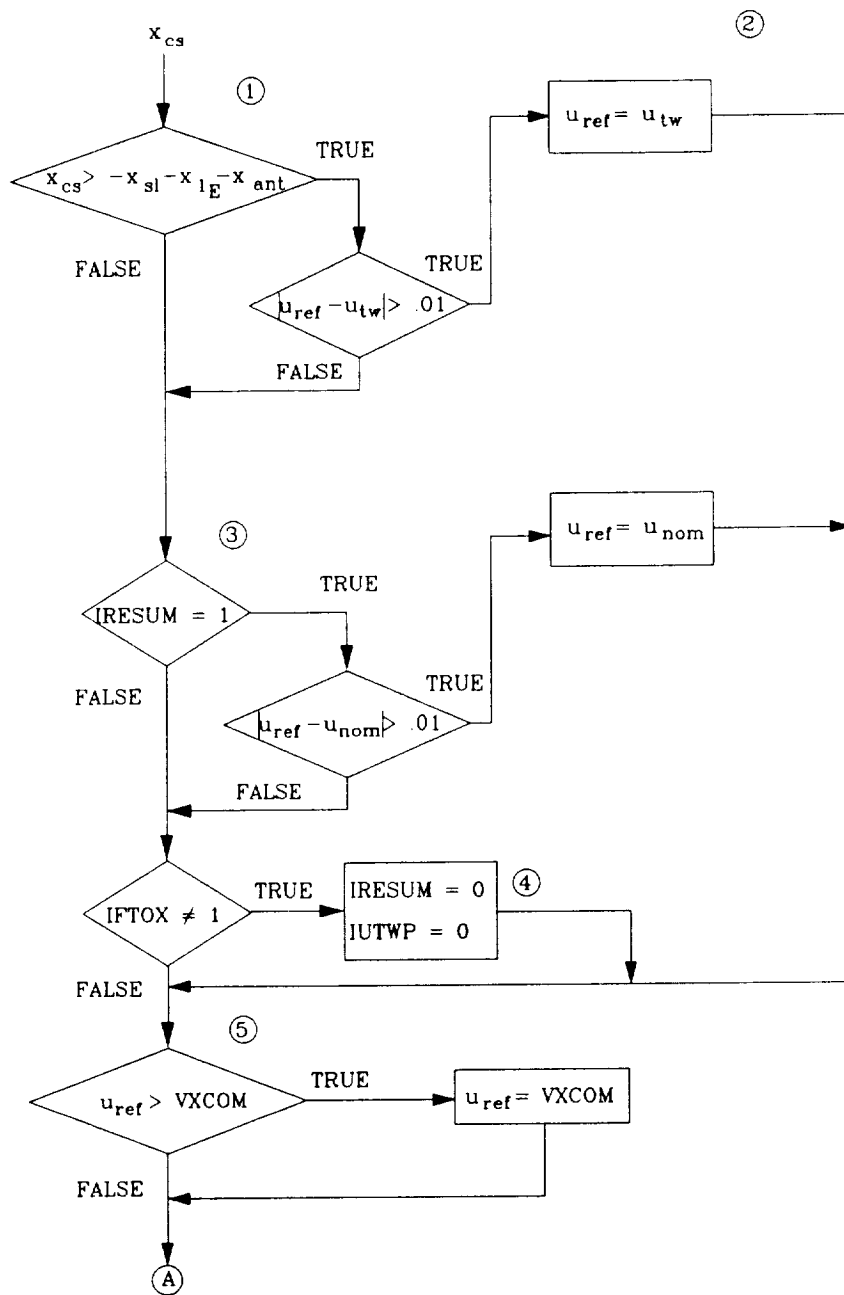 x_cs
②
①
u_ref = u_tw
TRUE
x_cs > -x_sl - x_l_E - x_ant
FALSE
TRUE
|u_ref - u_tw| > .01
FALSE
③
u_ref = u_nom
TRUE
IRESUM = 1
FALSE
TRUE
|u_ref - u_nom| > .01
FALSE
④
TRUE
IRESUM = 0
IFTOX ≠ 1
IUTWP = 0
FALSE
⑤
TRUE
u_ref > VXCOM
u_ref = VXCOM
FALSE
A